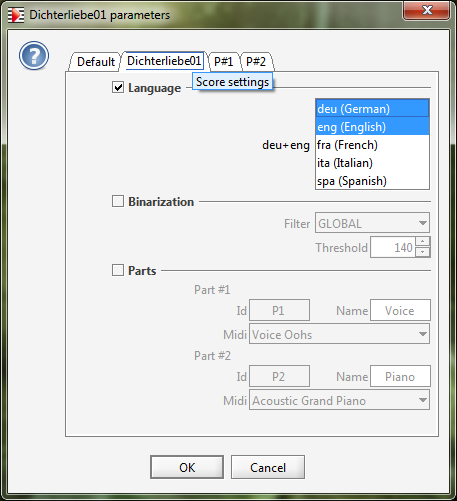 Dichterliebe01 parameters
Default Dichterliebe01 P#1 P#2
Score settings
Language
deu (German)
eng (English)
deu+eng fra (French)
ita (Italian)
spa (Spanish)
Binarization
Filter GLOBAL
Threshold 140
Parts
Part #1
Id P1 Name Voice
Midi Voice Oohs
Part #2
Id P2 Name Piano
Midi Acoustic Grand Piano
OK Cancel